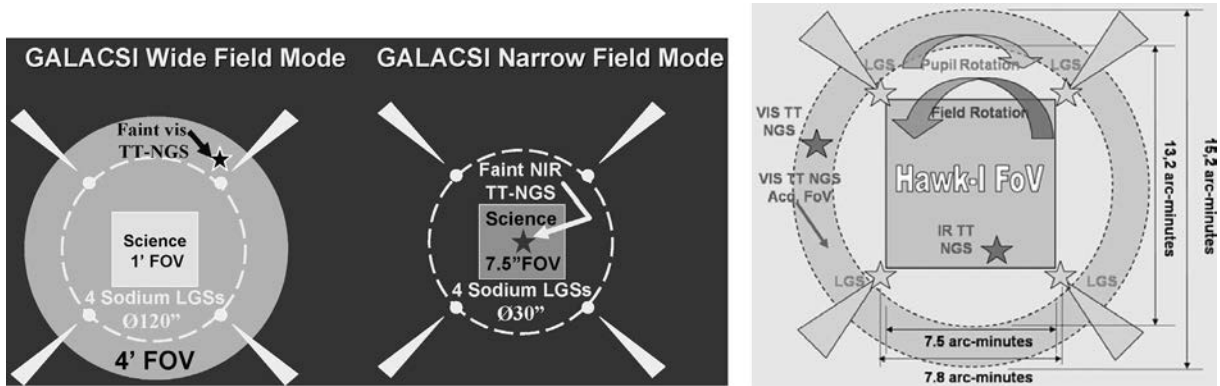 GALACSI Wide Field Mode
Faint vis
TT-NGS
Science
1' FOV
4 Sodium LGSs
Ø120”
4' FOV
GALACSI Narrow Field Mode
Faint NIR
TT-NGS
Science
7.5”FOV
4 Sodium LGSs
Ø30”
LGS
Pupil Rotation
LGS
VIS TT
NGS
Field Rotation
Hawk-I FoV
VIS TT NGS
Acq. FoV
IR TT
NGS
LGS
LGS
7.5 arc-minutes
7.8 arc-minutes
13,2 arc-minutes
15,2 arc-minutes